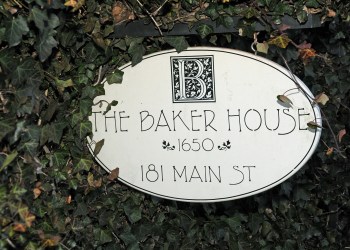 B
THE BAKER HOUSE
1650
181 MAIN ST